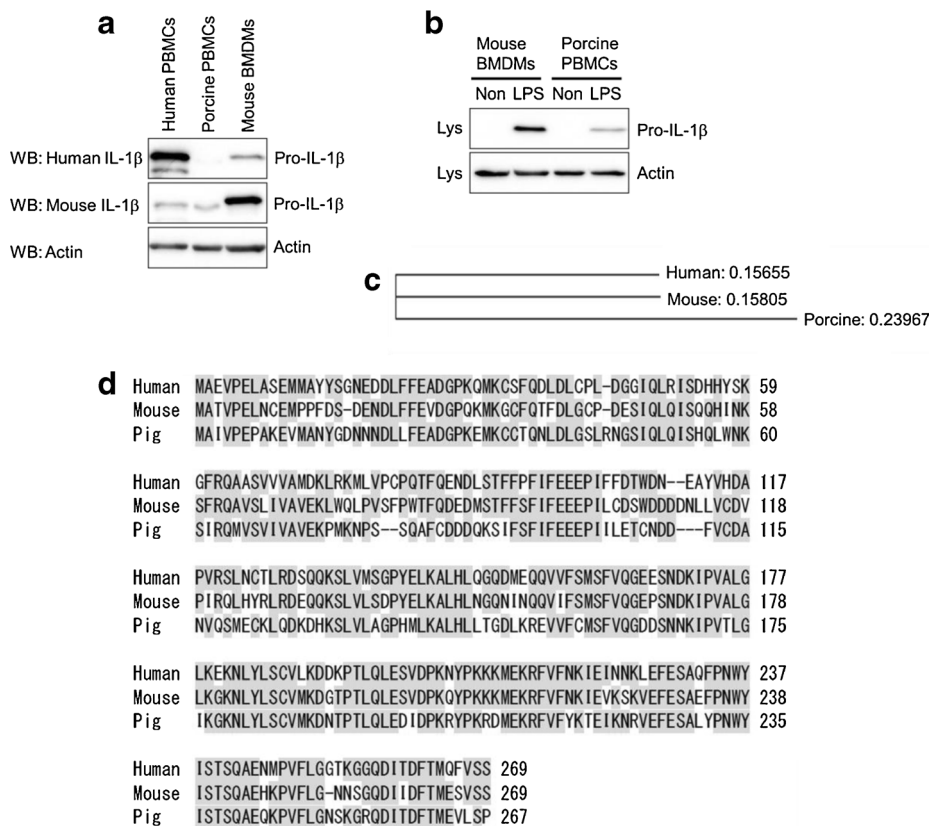 a
Human PBMCs
Porcine PBMCs
Mouse BMDMs
WB: Human IL-1β
Pro-IL-1β
WB: Mouse IL-1β
Pro-IL-1β
WB: Actin
Actin
b
Mouse BMDMs
Porcine PBMCs
Non LPS Non LPS
Lys
Pro-IL-1β
Lys
Actin
c
Human: 0.15655
Mouse: 0.15805
Porcine: 0.23967
d
Human MAEVPELASEMMAYYSGNEDDLFFEADGPKQMKCSFQDLDLCPL-DGGIQLRISDHHYSK 59
Mouse MATVPELNCEMPPFDS-DENDLFFEVDGPQKMKGCFQTFDLGCP-DESIQLQISQQHINK 58
Pig MAIVPEPAKEVMANYGDNNNDLLFEADGPKEMKCCTQNLDLGSLRNGSIQLQISHQLWNK 60
Human GFRQAASVVVAMDKLRKMLVPCPQTFQENDLSTFFPFIFEEEPIFFDTWDN--EAYVHDA 117
Mouse SFRQAVSLIVAVEKLWQLPVSFPWTFQDEDMSTFFSFIFEEEPILCDSWDDDDNLLVCDV 118
Pig SIRQMVSVIVAVEKPMKNPS--SQAFCDDDQKSIFSFIFEEEPIILETCNDD---FVCDA 115
Human PVRSLNCTLRDSQQKSLVMSGPYELKALHLQGQDMEQQVVFSMSFVQGEESNDKIPVALG 177
Mouse PIRQLHYRLRDEQQKSLVLSDPYELKALHLNGQNINQQVIFSMSFVQGEPSNDKIPVALG 178
Pig NVQSMECKLQDKDHKSLVLAGPHMLKALHLLTGDLKREVVFCMSFVQGDDSNNKIPVTLG 175
Human LKEKNLYLSCVLKDDKPTLQLESVDPKNYPKKKMEKRFVFNKIEINNKLEFESAQFPNWY 237
Mouse LKGKNLYLSCVMKDGTPTLQLESVDPKQYPKKKMEKRFVFNKIEVKSKVEFESAEFPNWY 238
Pig IKGKNLYLSCVMKDNTPTLQLEDIDPKRYPKRDMEKRFVFYKTEIKNRVEFESALYPNWY 235
Human ISTSQAENMPVFLGGTKGGQDITDFTMQFVSS 269
Mouse ISTSQAEHKPVFLG-NNSGQDIIDFTMESVSS 269
Pig ISTSQAEQKPVFLGNSKGRQDITDFTMEVLSP 267